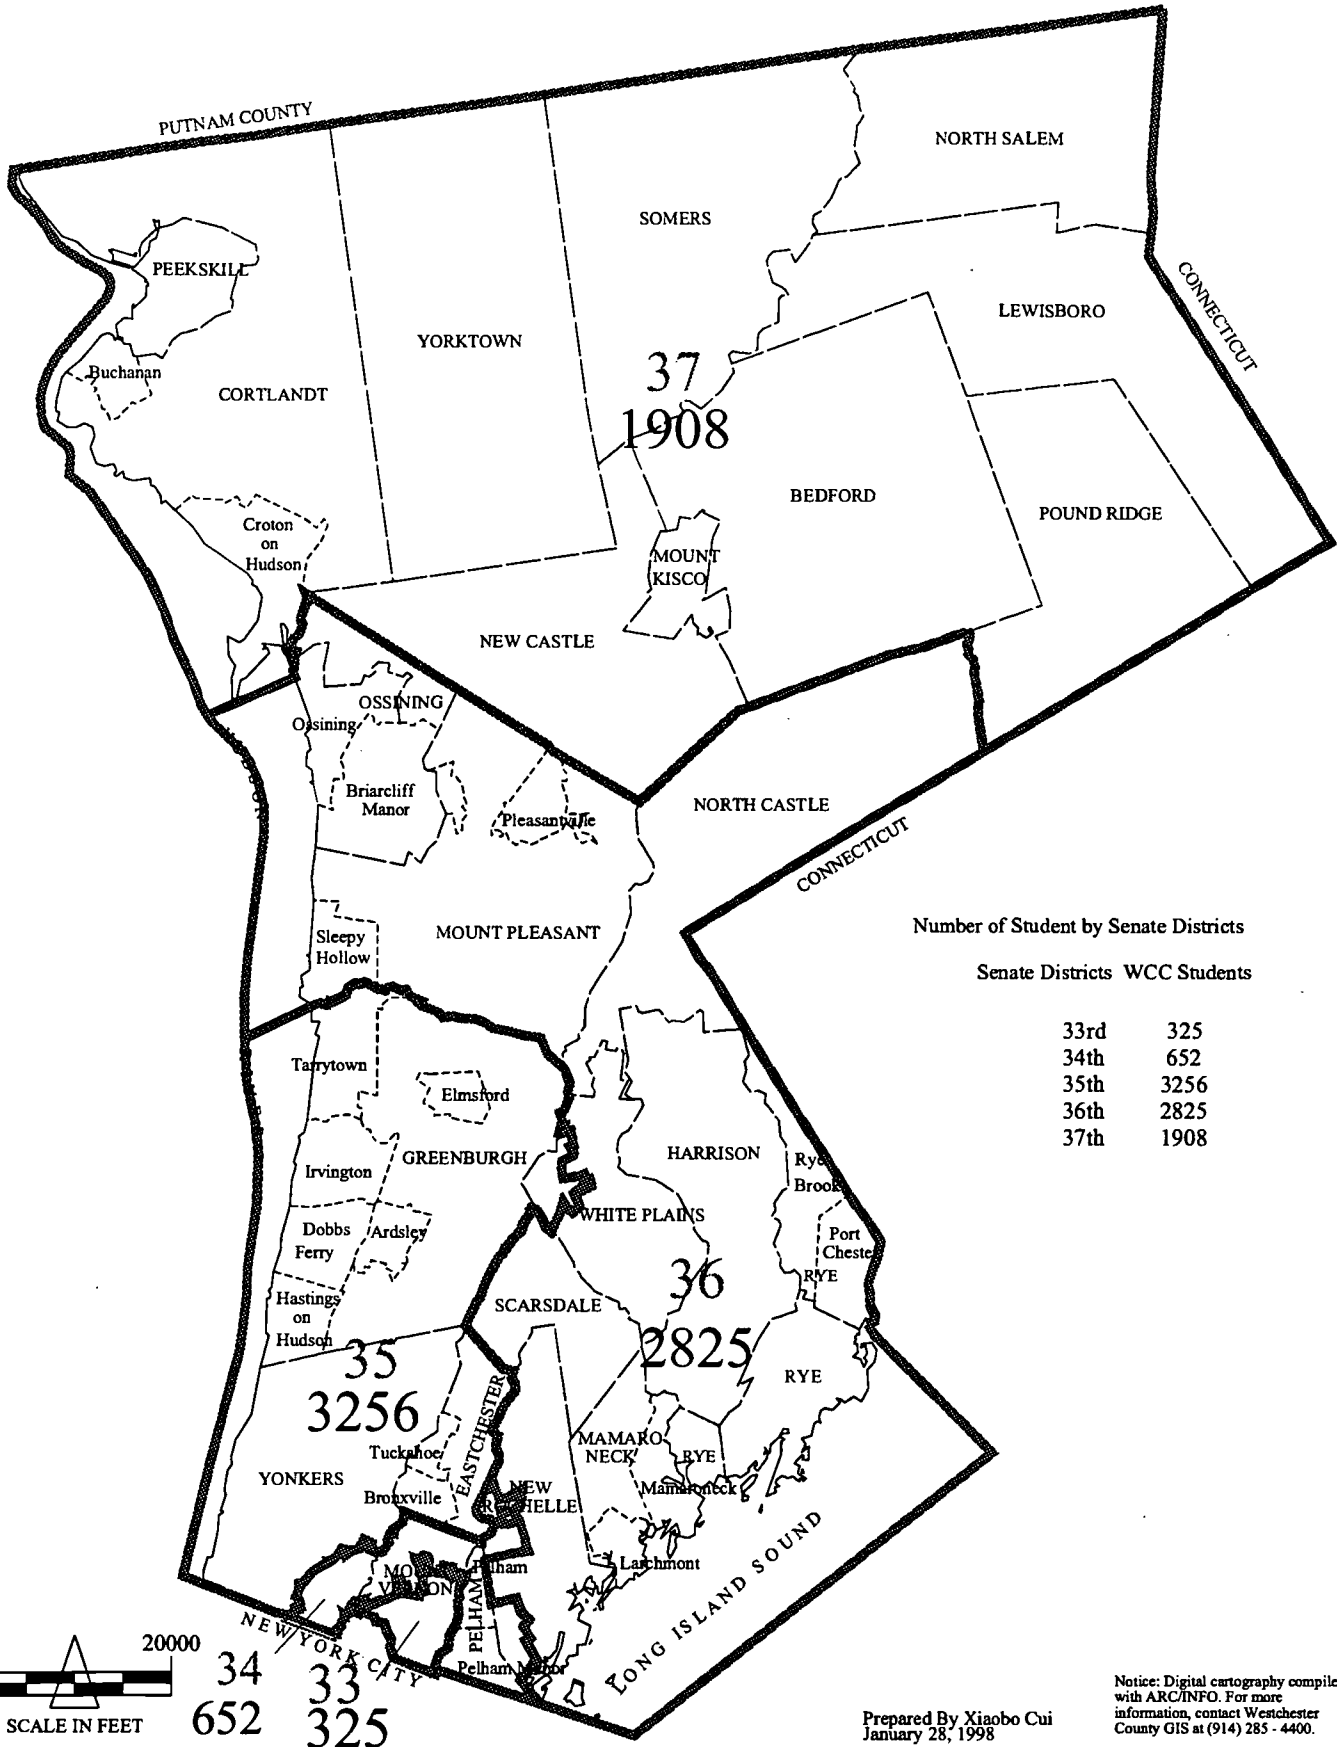 PUTNAM COUNTY
NORTH SALEM
SOMERS
PEEKSKILL
CONNECTICUT
LEWISBORO
YORKTOWN
37
1908
Buchanan
CORTLANDT
BEDFORD
POUND RIDGE
Croton
on
Hudson
MOUNT
KISCO
NEW CASTLE
OSSINING
Ossining
Briarcliff
Manor
Pleasantville
NORTH CASTLE
CONNECTICUT
Sleepy
Hollow
MOUNT PLEASANT
Number of Student by Senate Districts
Senate Districts WCC Students
33rd 325
34th 652
35th 3256
36th 2825
37th 1908
Tarrytown
Elmsford
GREENBURGH
HARRISON
Rye
Brook
Irvington
WHITE PLAINS
Dobbs
Ferry
Ardsley
Port
Cheste
RYE
36
2825
SCARSDALE
Hastings
on
Hudson
35
3256
RYE
EASTCHESTER
MAMARO
NECK
RYE
Tuckahoe
YONKERS
Bronxville
NEW
ROCHELLE
Mamaroneck
Larchmont
MOUNT
VERNON
Pelham
PELHAM
Pelham Manor
LONG ISLAND SOUND
NEW YORK CITY
34
652
33
325
20000
SCALE IN FEET
Prepared By Xiaobo Cui
January 28, 1998
Notice: Digital cartography compile
with ARC/INFO. For more
information, contact Westchester
County GIS at (914) 285 - 4400.